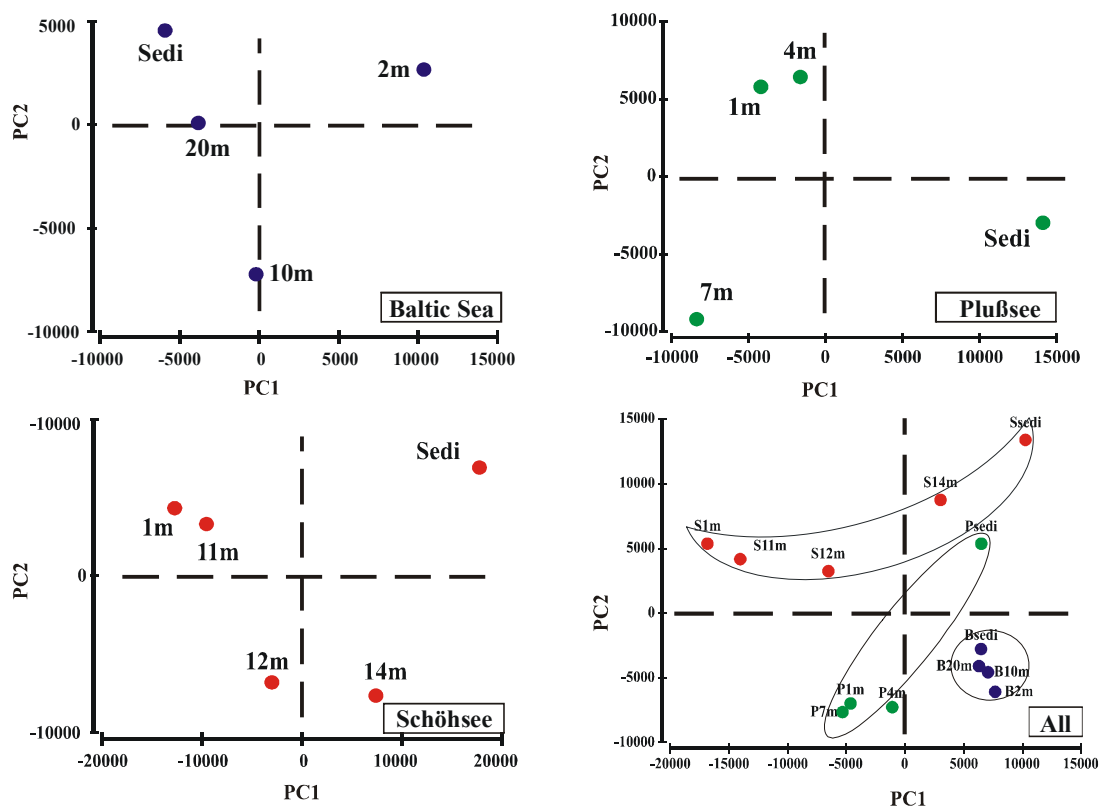 5000
Sedi
2m
PC2
0
20m
-5000
10m
Baltic Sea
-10000
-10000 -5000 0 5000 10000 15000
PC1
10000
4m
1m
5000
PC2
0
Sedi
-5000
7m
Plußsee
-10000
-10000 -5000 0 5000 10000 15000
PC1
-10000
Sedi
1m
11m
PC2
0
12m
14m
Schöhsee
-10000
-20000 -10000 0 10000 20000
PC1
15000
Ssedi
10000
S14m
S1m
Psedi
S11m
S12m
5000
PC2
0
Bsedi
B20m
B10m
-5000
B2m
P1m
P4m
P7m
All
-10000
-20000 -15000 -10000 -5000 0 5000 10000 15000
PC1